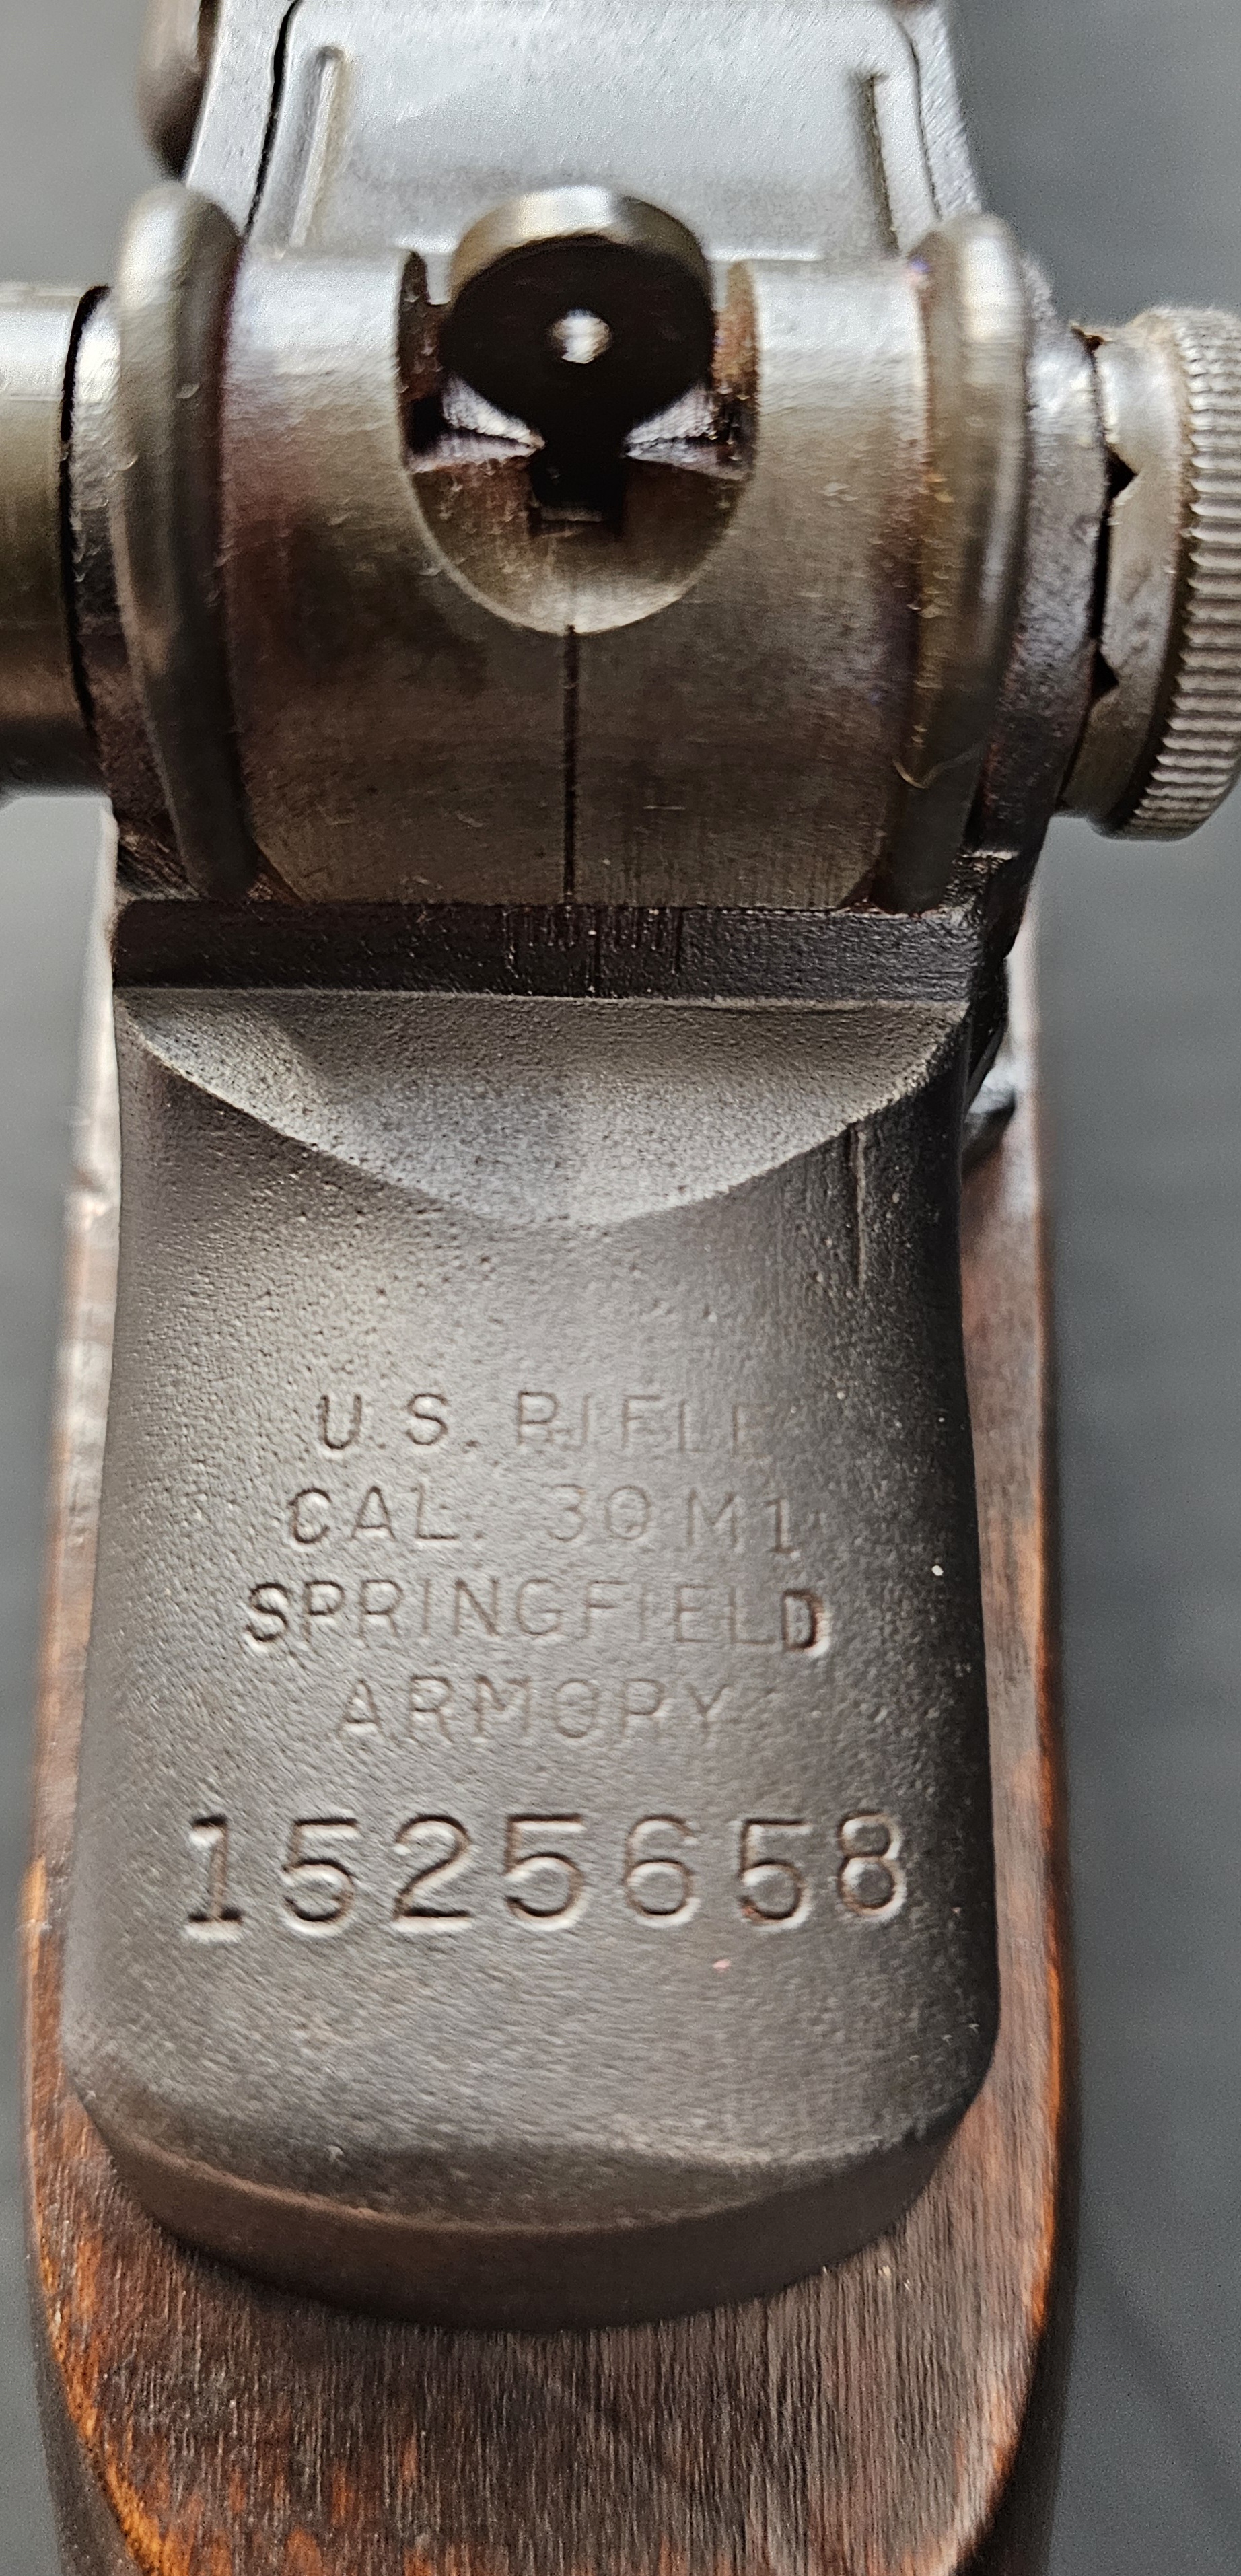 U.S. RIFLE
CAL. 30 M1
SPRINGFIELD
ARMORY
1525658